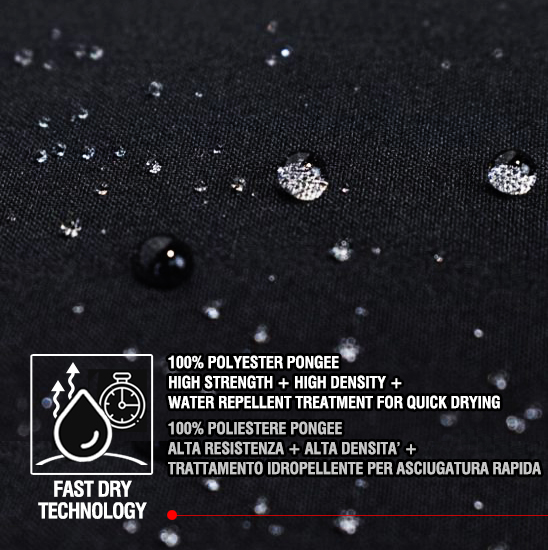 100% POLYESTER PONGEE
HIGH STRENGTH + HIGH DENSITY +
WATER REPELLENT TREATMENT FOR QUICK DRYING
100% POLIESTERE PONGEE
ALTA RESISTENZA + ALTA DENSITA' +
TRATTAMENTO IDROPELLENTE PER ASCIUGATURA RAPIDA
FAST DRY
TECHNOLOGY